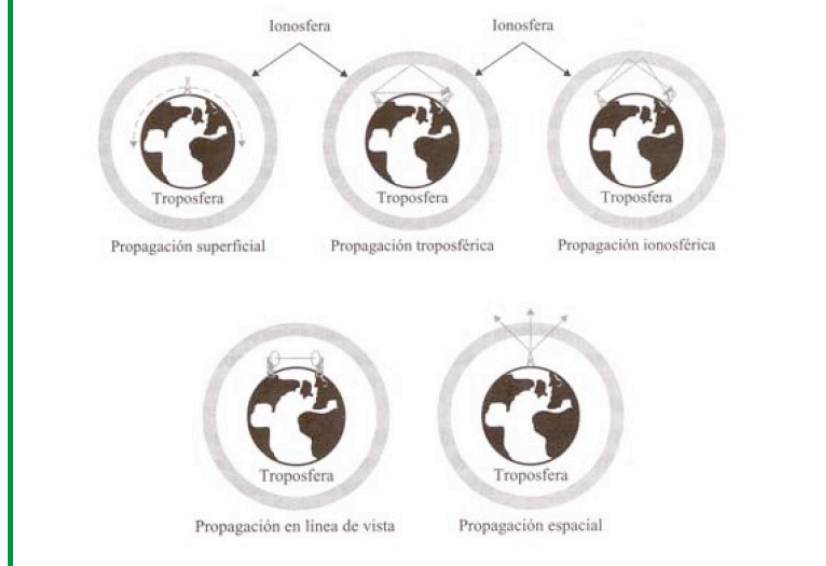 Ionosfera Ionosfera
Troposfera Troposfera Troposfera
Propagación superficial Propagación troposférica Propagación ionosférica
Troposfera Troposfera
Propagación en línea de vista Propagación espacial